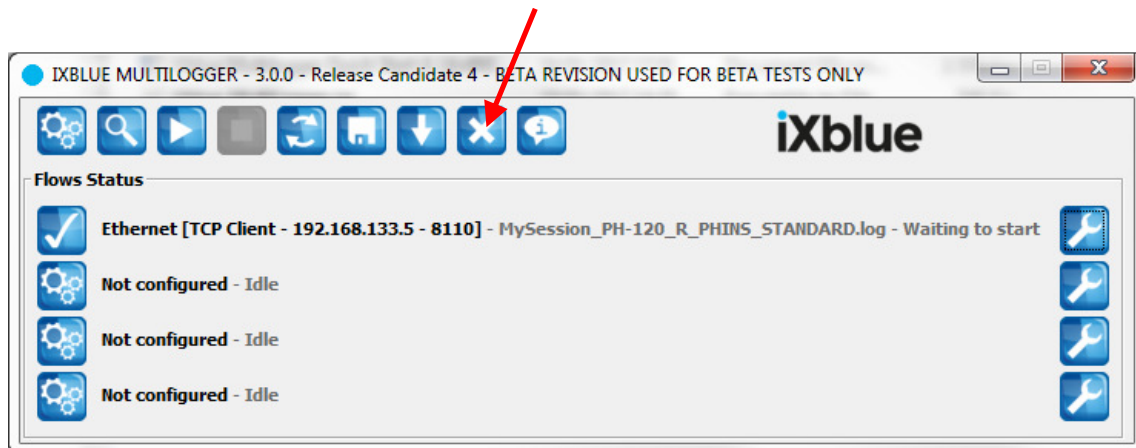 IXBLUE MULTILOGGER - 3.0.0 - Release Candidate 4 - BETA REVISION USED FOR BETA TESTS ONLY
iXblue
Flows Status
Ethernet [TCP Client - 192.168.133.5 - 8110] - MySession_PH-120_R_PHINS_STANDARD.log - Waiting to start
Not configured - Idle
Not configured - Idle
Not configured - Idle